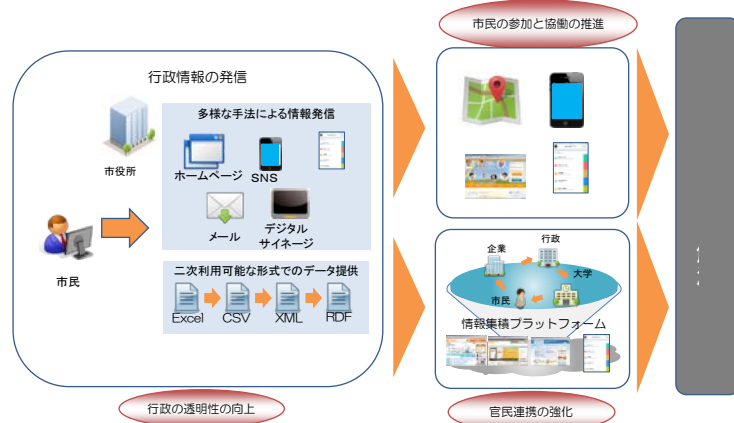 市民の参加と協働の推進
行政情報の発信
多様な手法による情報発信
市役所
ホームページ
SNS
メール
デジタル
サイネージ
市民
二次利用可能な形式でのデータ提供
Excel
CSV
XML
RDF
行政の透明性の向上
企業
行政
大学
市民
情報集積プラットフォーム
官民連携の強化